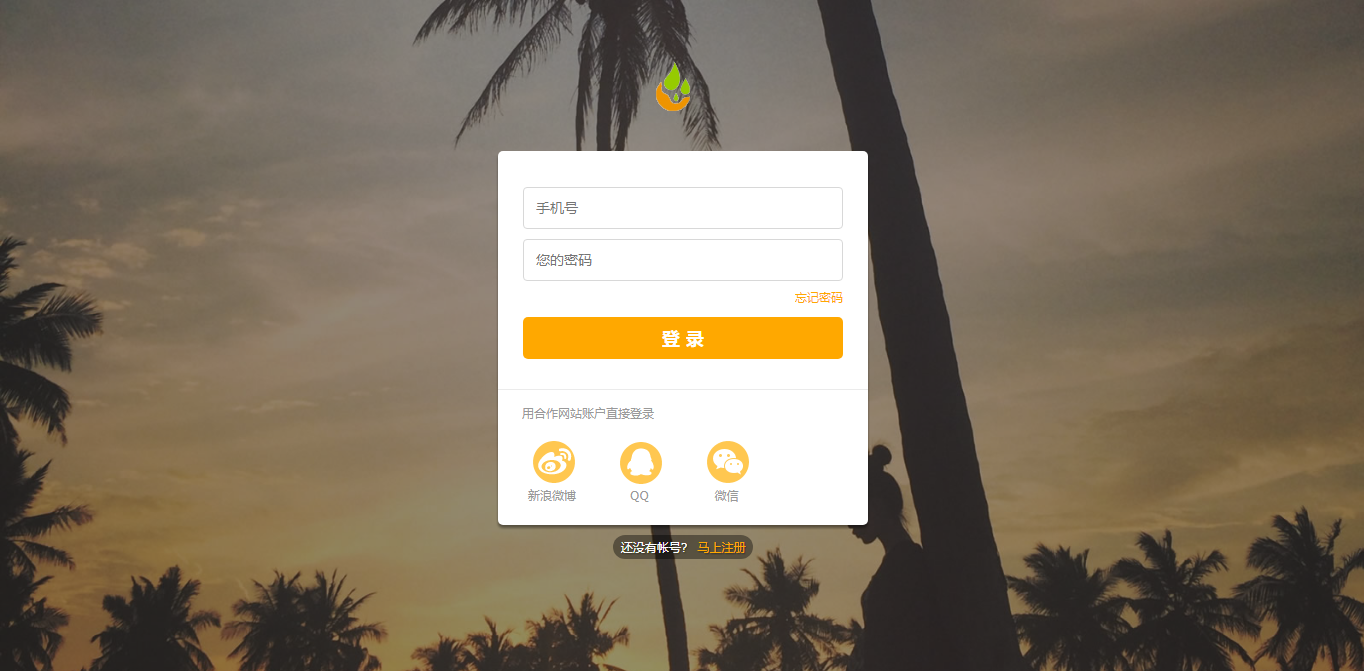 手机号
您的密码
忘记密码
登 录
用合作网站账户直接登录
新浪微博 QQ 微信
还没有帐号？ 马上注册